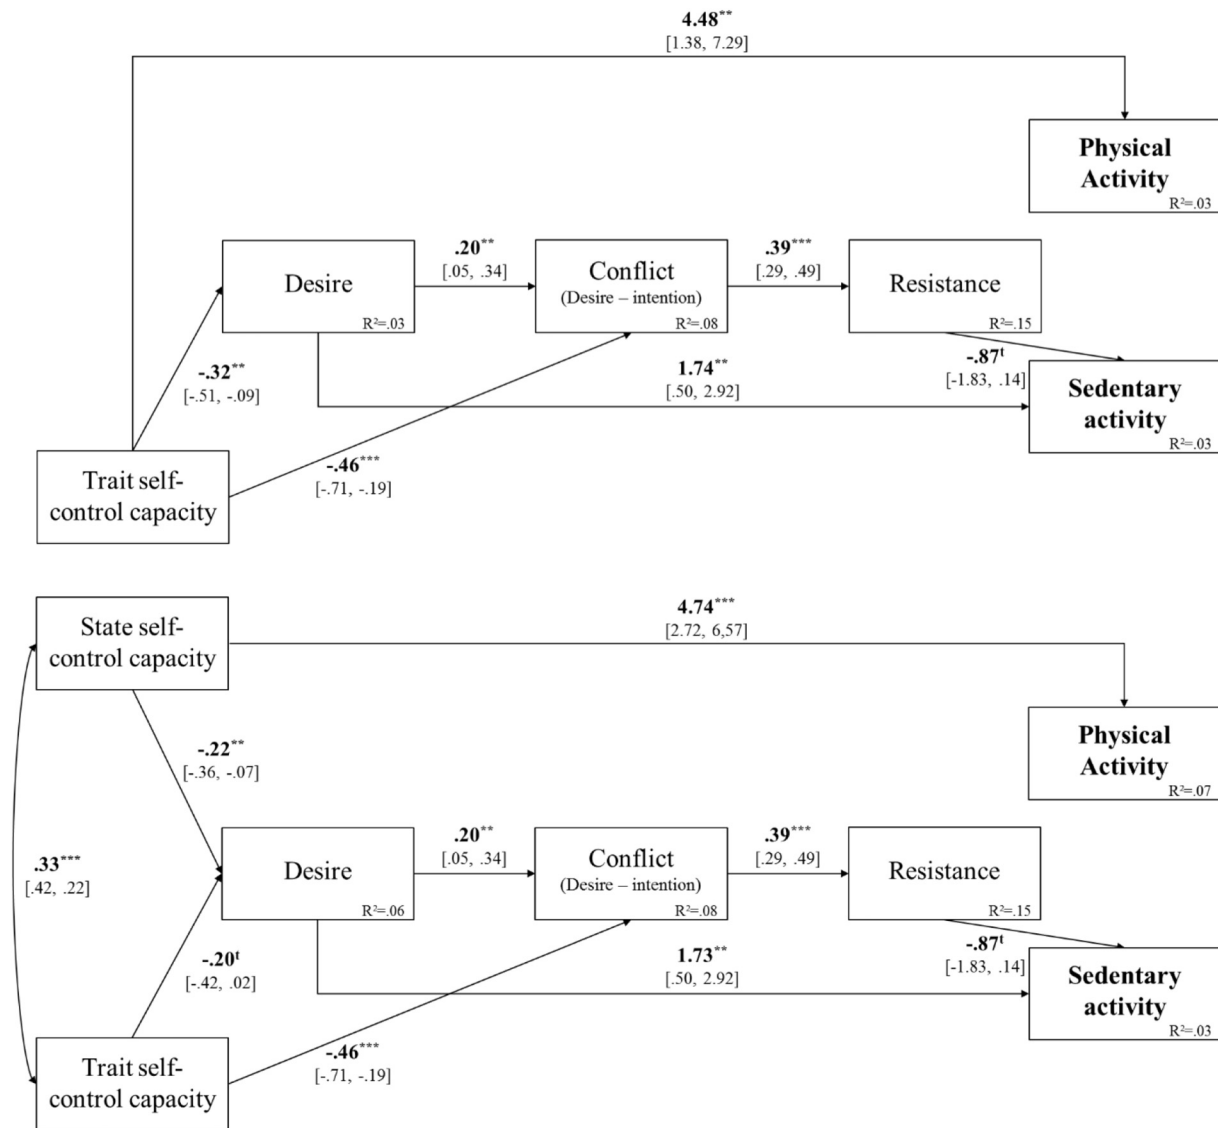 4.48**
[1.38, 7.29]
Physical
Activity
R²=.03
Desire
R²=.03
.20**
[.05, .34]
Conflict
(Desire – intention)
R²=.08
.39***
[.29, .49]
Resistance
R²=.15
-.32**
[-.51, -.09]
1.74**
[.50, 2.92]
-.87ᵗ
[-1.83, .14]
Sedentary
activity
R²=.03
-.46***
[-.71, -.19]
Trait self-
control capacity
State self-
control capacity
4.74***
[2.72, 6,57]
Physical
Activity
R²=.07
-.22**
[-.36, -.07]
.33***
[.42, .22]
Desire
R²=.06
.20**
[.05, .34]
Conflict
(Desire – intention)
R²=.08
.39***
[.29, .49]
Resistance
R²=.15
-.20ᵗ
[-.42, .02]
1.73**
[.50, 2.92]
-.87ᵗ
[-1.83, .14]
Sedentary
activity
R²=.03
-.46***
[-.71, -.19]
Trait self-
control capacity